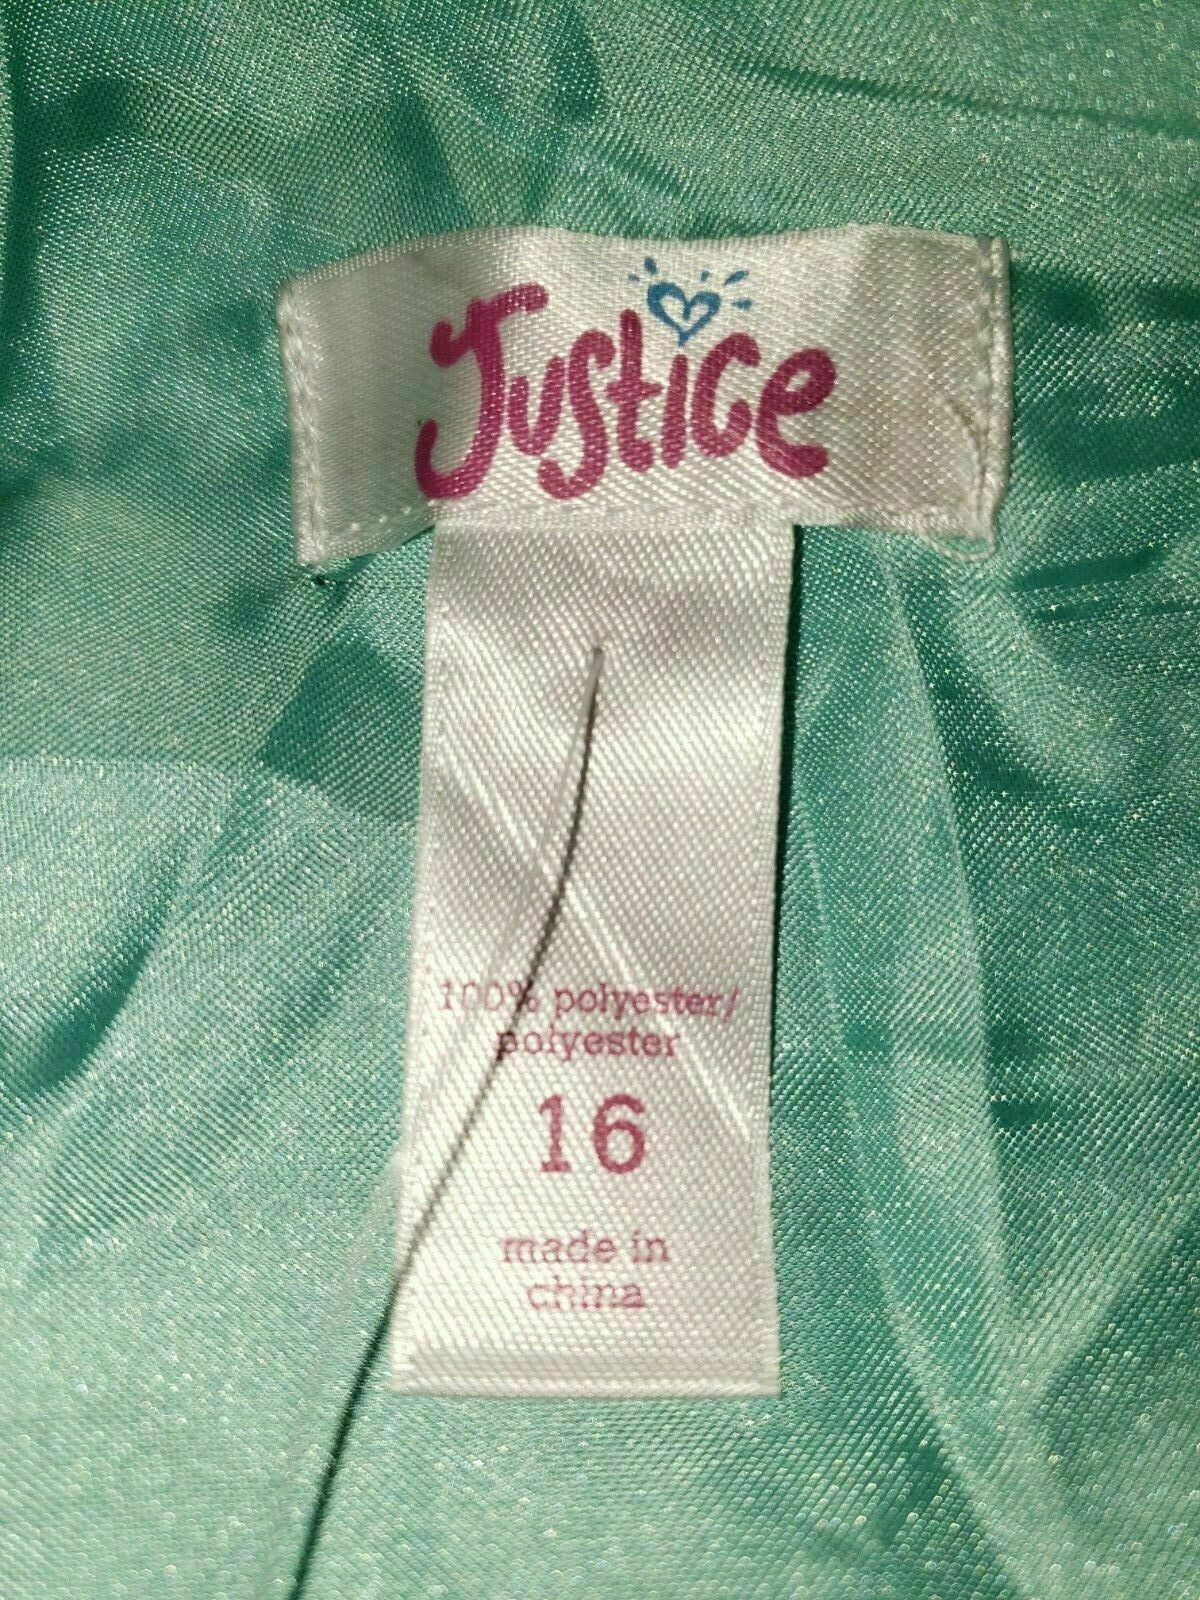 Justice
100% polyester/
polyester
16
made in
china